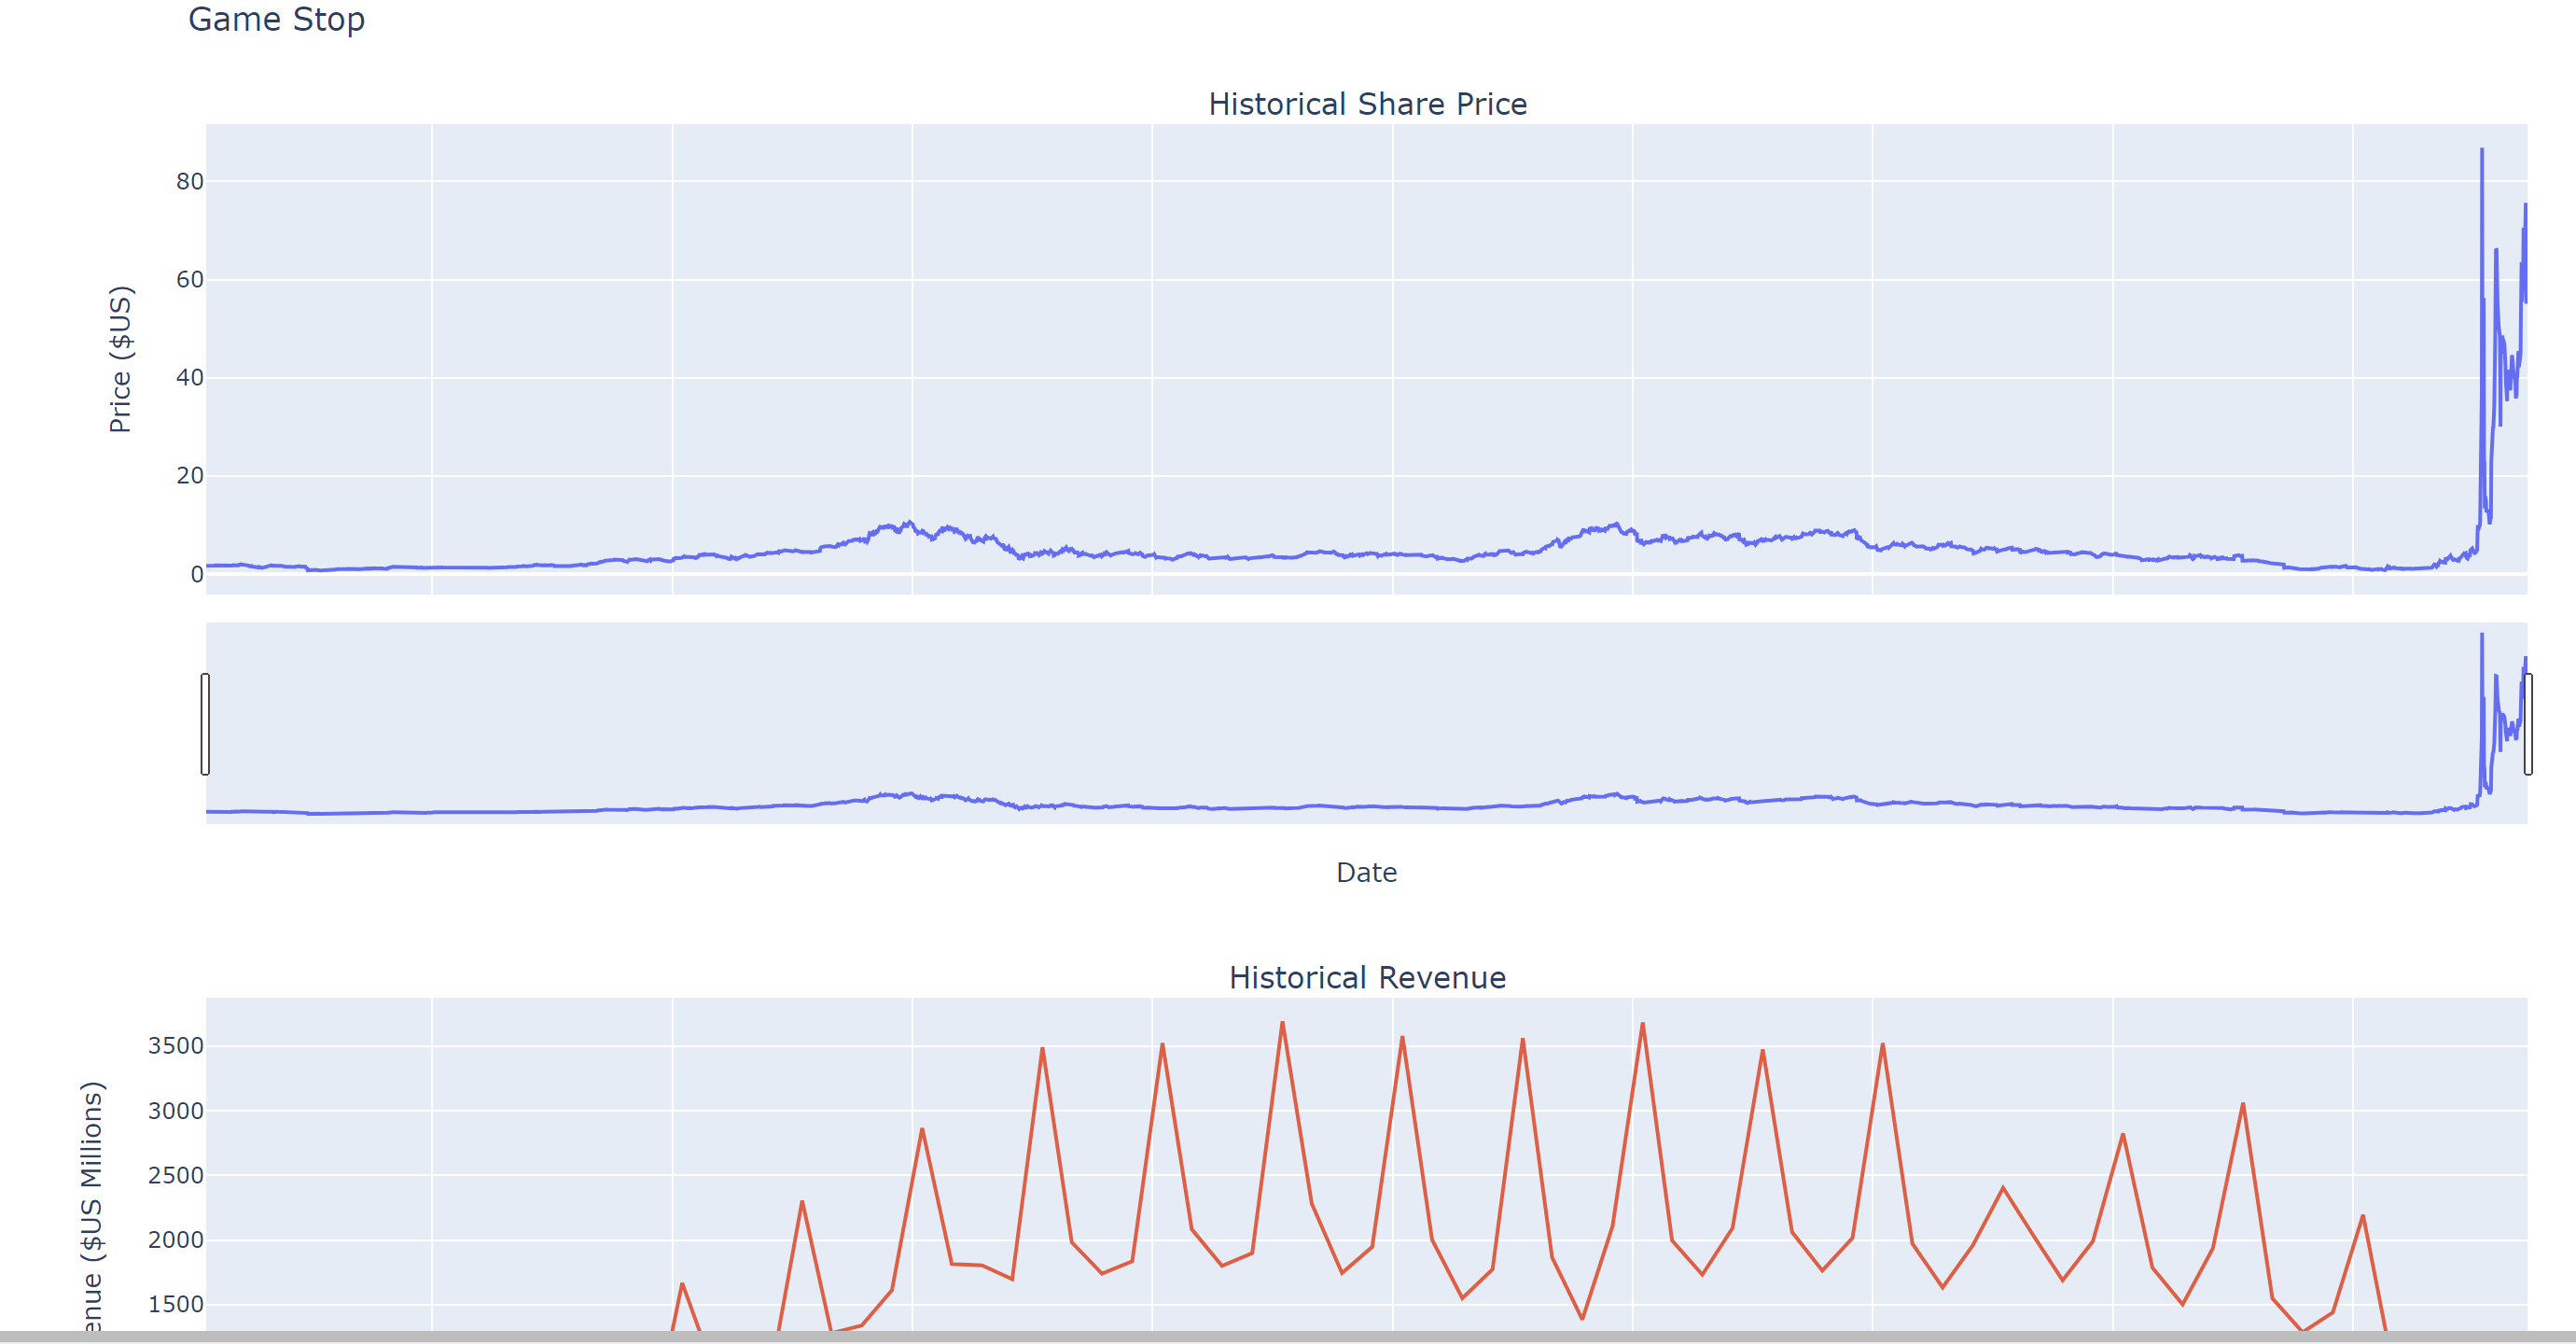 Game Stop
Historical Share Price
80
60
40
20
0
Price ($US)
Date
Historical Revenue
3500
3000
2500
2000
1500
($US Millions)